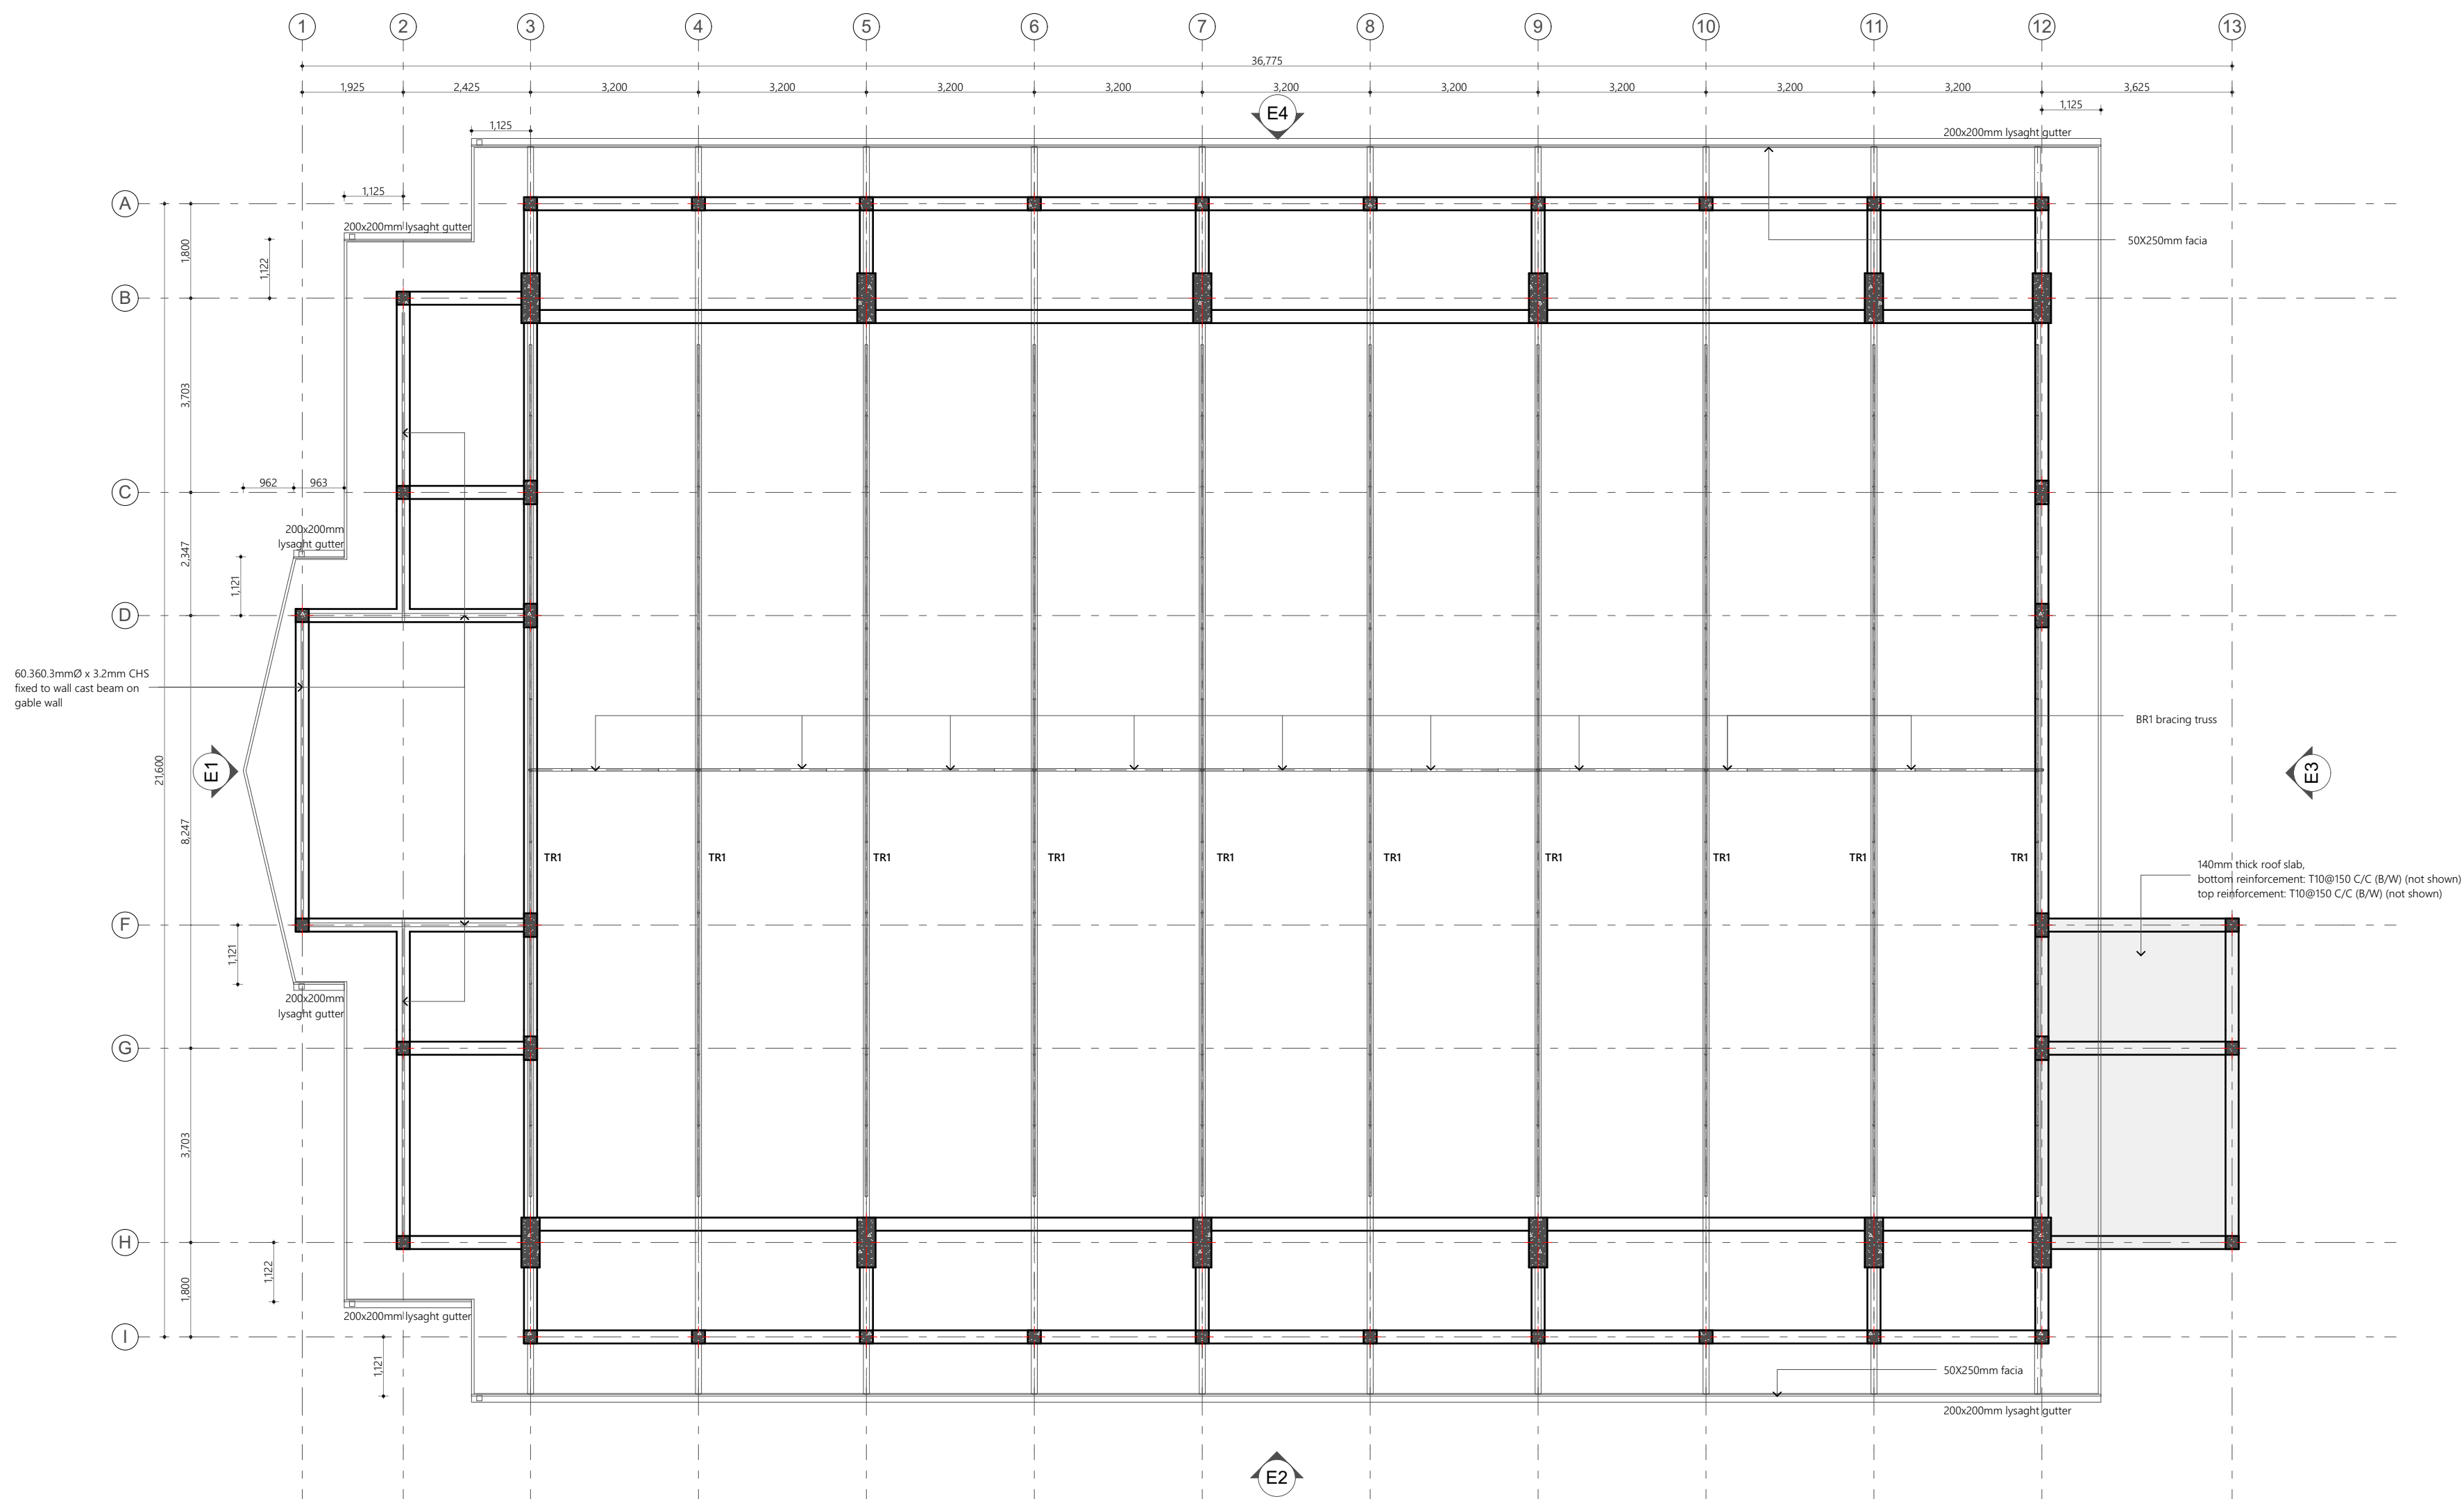 1 2 3 4 5 6 7 8 9 10 11 12 13
36,775
1,925 2,425 3,200 3,200 3,200 3,200 3,200 3,200 3,200 3,200 3,200 3,625
1,125
E4
1,125
200x200mm lysaght gutter
1,125
A
200x200mm lysaght gutter
50X250mm facia
1,800
1,122
B
3,703
C
962 963
200x200mm
lysaght gutter
2,347
1,121
D
60.360.3mmØ x 3.2mm CHS
fixed to wall cast beam on
gable wall
BR1 bracing truss
E1
21,600
E3
8,247
TR1 TR1 TR1 TR1 TR1 TR1 TR1 TR1 TR1 TR1
140mm thick roof slab,
bottom reinforcement: T10@150 C/C (B/W) (not shown)
top reinforcement: T10@150 C/C (B/W) (not shown)
F
1,121
200x200mm
lysaght gutter
G
3,703
H
1,122
1,800
200x200mm lysaght gutter
I
1,121
50X250mm facia
200x200mm lysaght gutter
E2